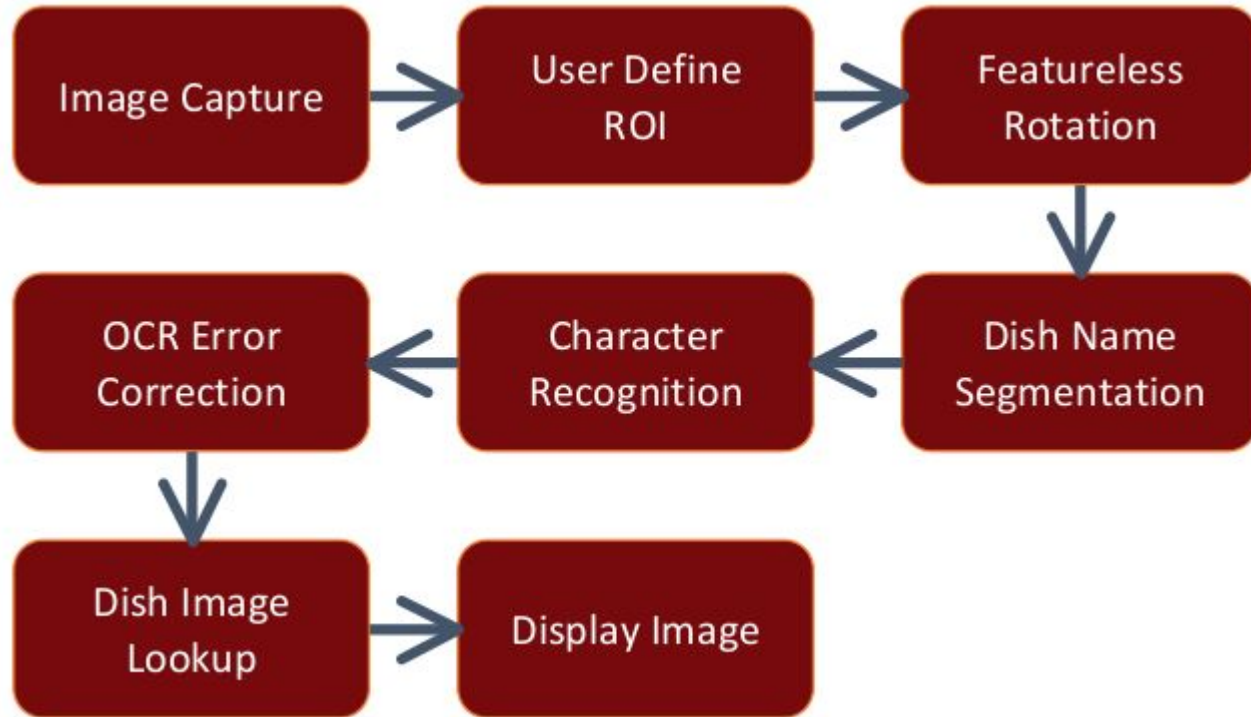 Image Capture
User Define
ROI
Featureless
Rotation
Dish Name
Segmentation
Character
Recognition
OCR Error
Correction
Dish Image
Lookup
Display Image